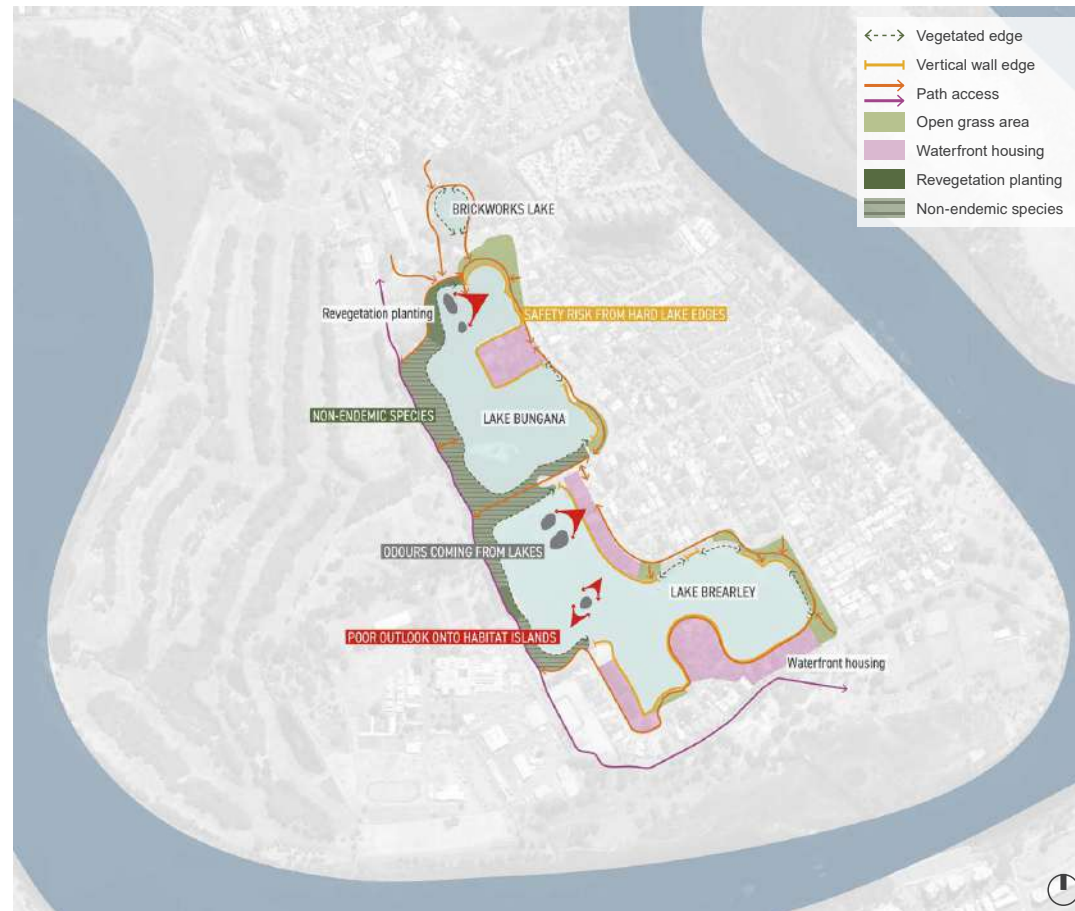 Vegetated edge
Vertical wall edge
Path access
Open grass area
Waterfront housing
Revegetation planting
Non-endemic species
BRICKWORKS LAKE
Revegetation planting
SAFETY RISK FROM HARD LAKE EDGES
NON-ENDEMIC SPECIES
LAKE BUNGANA
ODOURS COMING FROM LAKES
LAKE BREARLEY
POOR OUTLOOK ONTO HABITAT ISLANDS
Waterfront housing